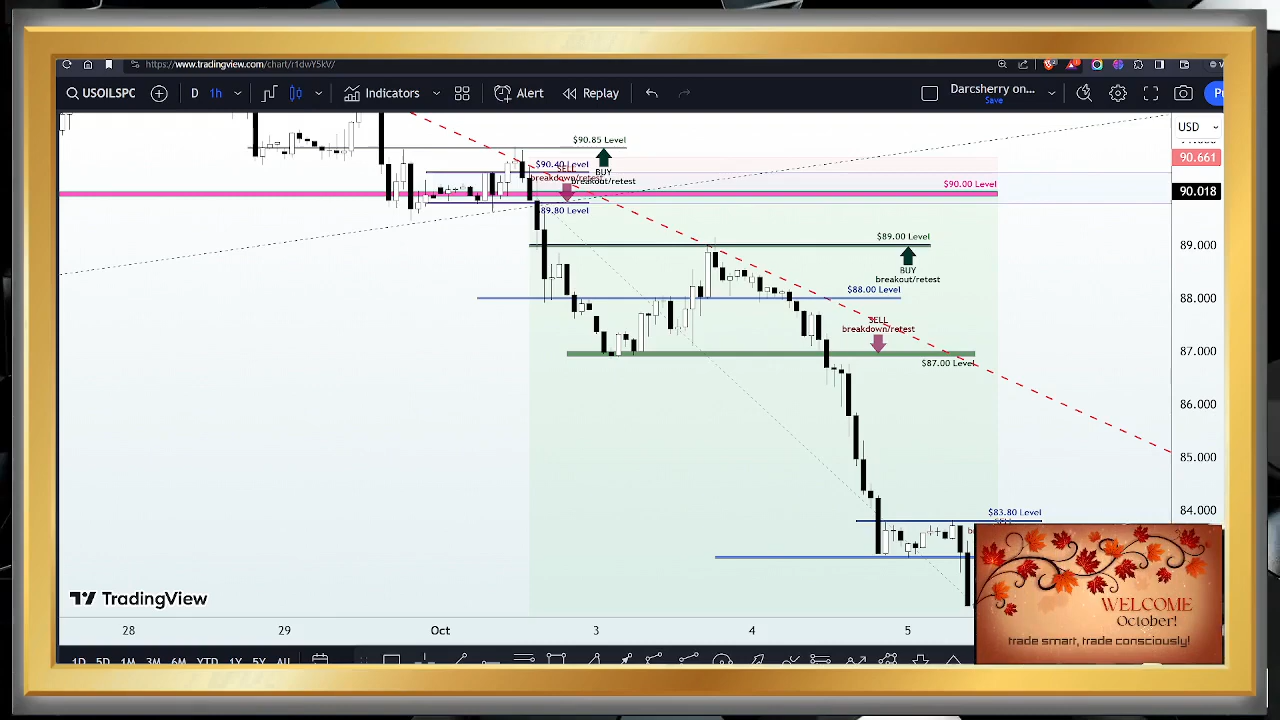 https://www.tradingview.com/chart/r1dwY5kV/
USOILSPC
D 1h
Indicators
Alert
Replay
Darcsherry on...
Save
USD
$90.85 Level
90.661
$90.40 Level
SELL
breakdown/retest
BUY
breakout/retest
$90.00 Level
90.018
$89.80 Level
$89.00 Level
89.000
BUY
breakout/retest
$88.00 Level
88.000
SELL
breakdown/retest
87.000
$87.00 Level
86.000
85.000
$83.80 Level
84.000
TradingView
WELCOME
October!
trade smart, trade consciously!
28 29 Oct 3 4 5
1D 5D 1M 3M 6M YTD 1Y 5Y All